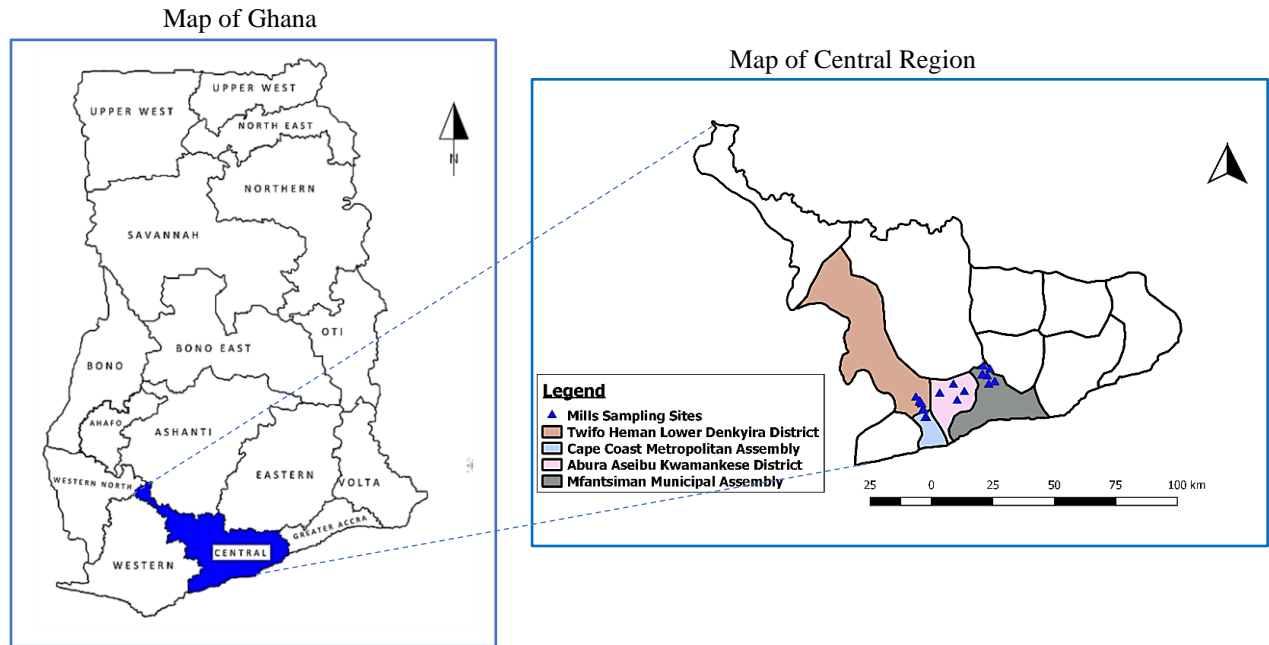 Map of Ghana
UPPER WEST
UPPER WEST
NORTH EAST
N
NORTHERN
SAVANNAH
OTI
BONO EAST
BONO
AHAFO
ASHANTI
EASTERN
WESTERN NORTH
VOLTA
GREATER ACCRA
CENTRAL
WESTERN
Map of Central Region
Legend
Mills Sampling Sites
Twifo Heman Lower Denkyira District
Cape Coast Metropolitan Assembly
Abura Aseibu Kwamankese District
Mfantsiman Municipal Assembly
25 0 25 50 75 100 km